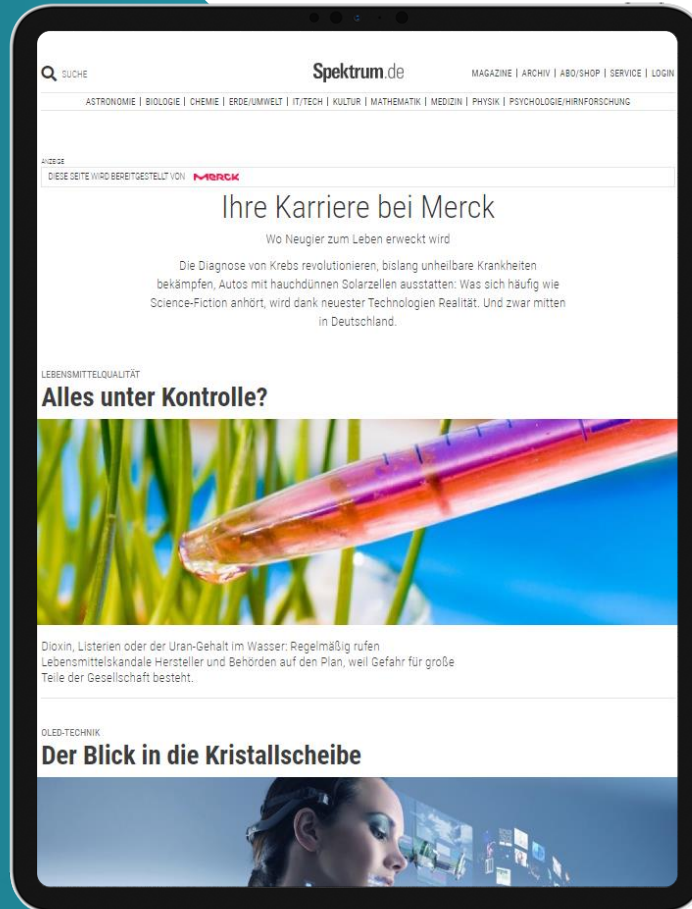 SUCHE
Spektrum.de
MAGAZINE | ARCHIV | ABO/SHOP | SERVICE | LOGIN
ASTRONOMIE | BIOLOGIE | CHEMIE | ERDE/UMWELT | IT/TECH | KULTUR | MATHEMATIK | MEDIZIN | PHYSIK | PSYCHOLOGIE/HIRNFORSCHUNG
ANZEIGE
DIESE SEITE WIRD BEREITGESTELLT VON MERCK
Ihre Karriere bei Merck
Wo Neugier zum Leben erweckt wird
Die Diagnose von Krebs revolutionieren, bislang unheilbare Krankheiten
bekämpfen, Autos mit hauchdünnen Solarzellen ausstatten: Was sich häufig wie
Science-Fiction anhört, wird dank neuester Technologien Realität. Und zwar mitten
in Deutschland.
LEBENSMITTELQUALITÄT
Alles unter Kontrolle?
Dioxin, Listerien oder der Uran-Gehalt im Wasser: Regelmäßig rufen
Lebensmittelskandale Hersteller und Behörden auf den Plan, weil Gefahr für große
Teile der Gesellschaft besteht.
OLED-TECHNIK
Der Blick in die Kristallscheibe